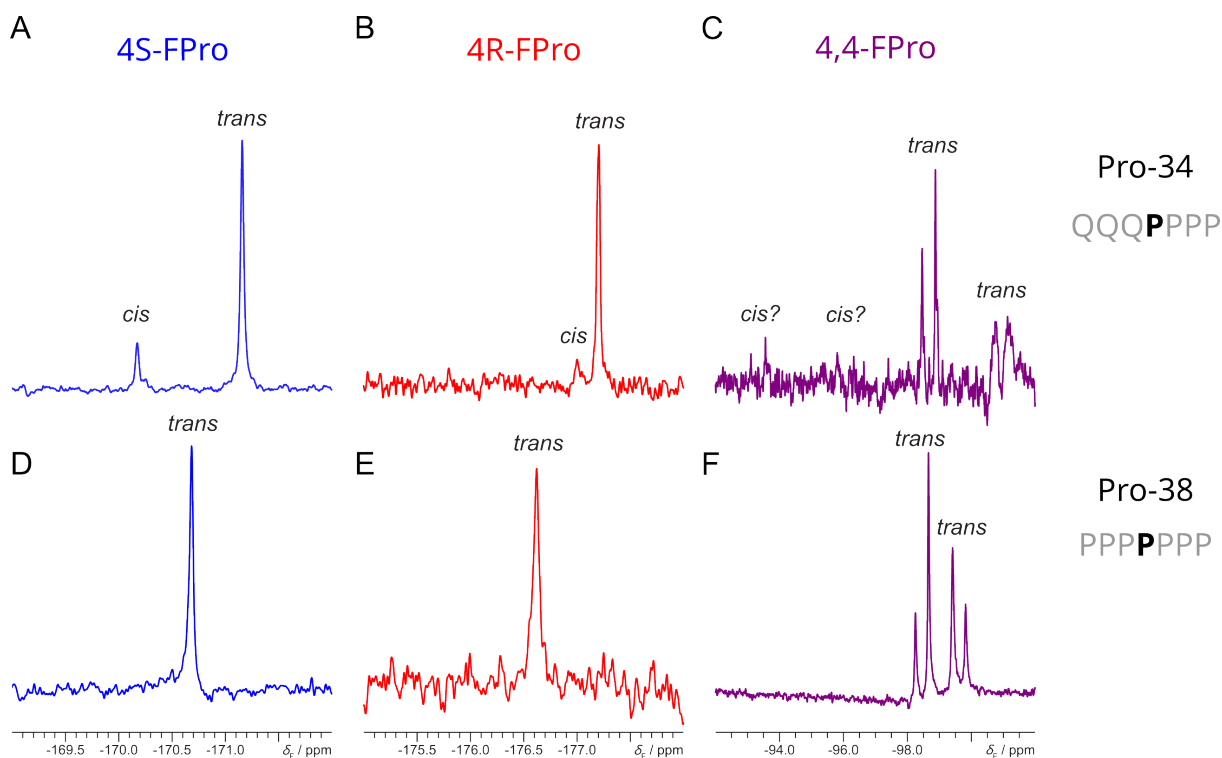 A
4S-FPro
B
4R-FPro
C
4,4-FPro
trans
cis
trans
cis
trans
trans
cis?
cis?
Pro-34
QQQPPPP
D
trans
E
trans
F
trans
trans
Pro-38
PPPPPPP
-169.5 -170.0 -170.5 -171.0 δF / ppm
-175.5 -176.0 -176.5 -177.0 δF / ppm
-94.0 -96.0 -98.0 δF / ppm